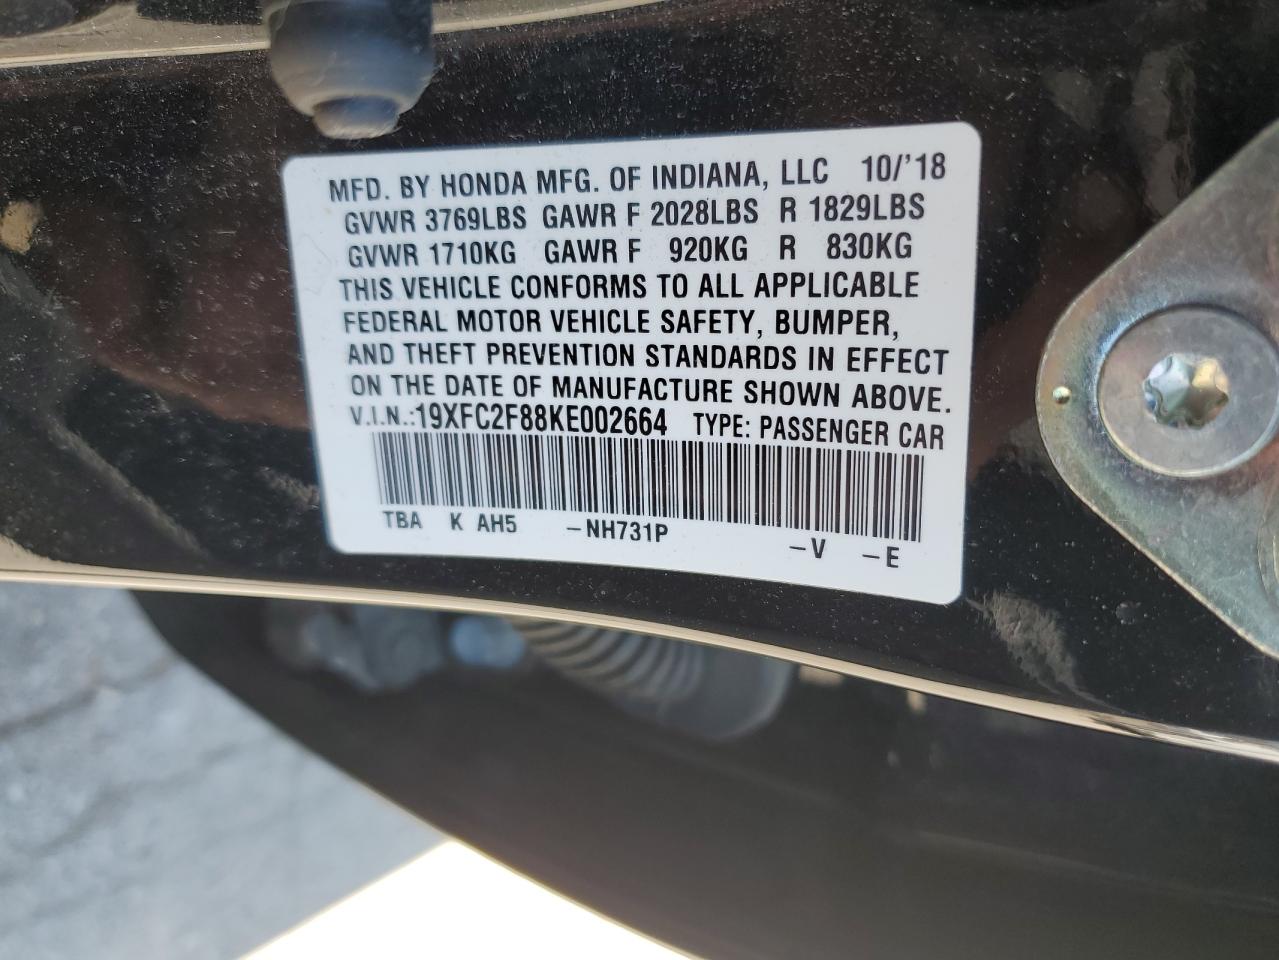 MFD. BY HONDA MFG. OF INDIANA, LLC 10/'18
GVWR 3769LBS GAWR F 2028LBS R 1829LBS
GVWR 1710KG GAWR F 920KG R 830KG
THIS VEHICLE CONFORMS TO ALL APPLICABLE
FEDERAL MOTOR VEHICLE SAFETY, BUMPER,
AND THEFT PREVENTION STANDARDS IN EFFECT
ON THE DATE OF MANUFACTURE SHOWN ABOVE.
V.I.N.:19XFC2F88KE002664 TYPE: PASSENGER CAR
TBA K AH5 –NH731P –V –E